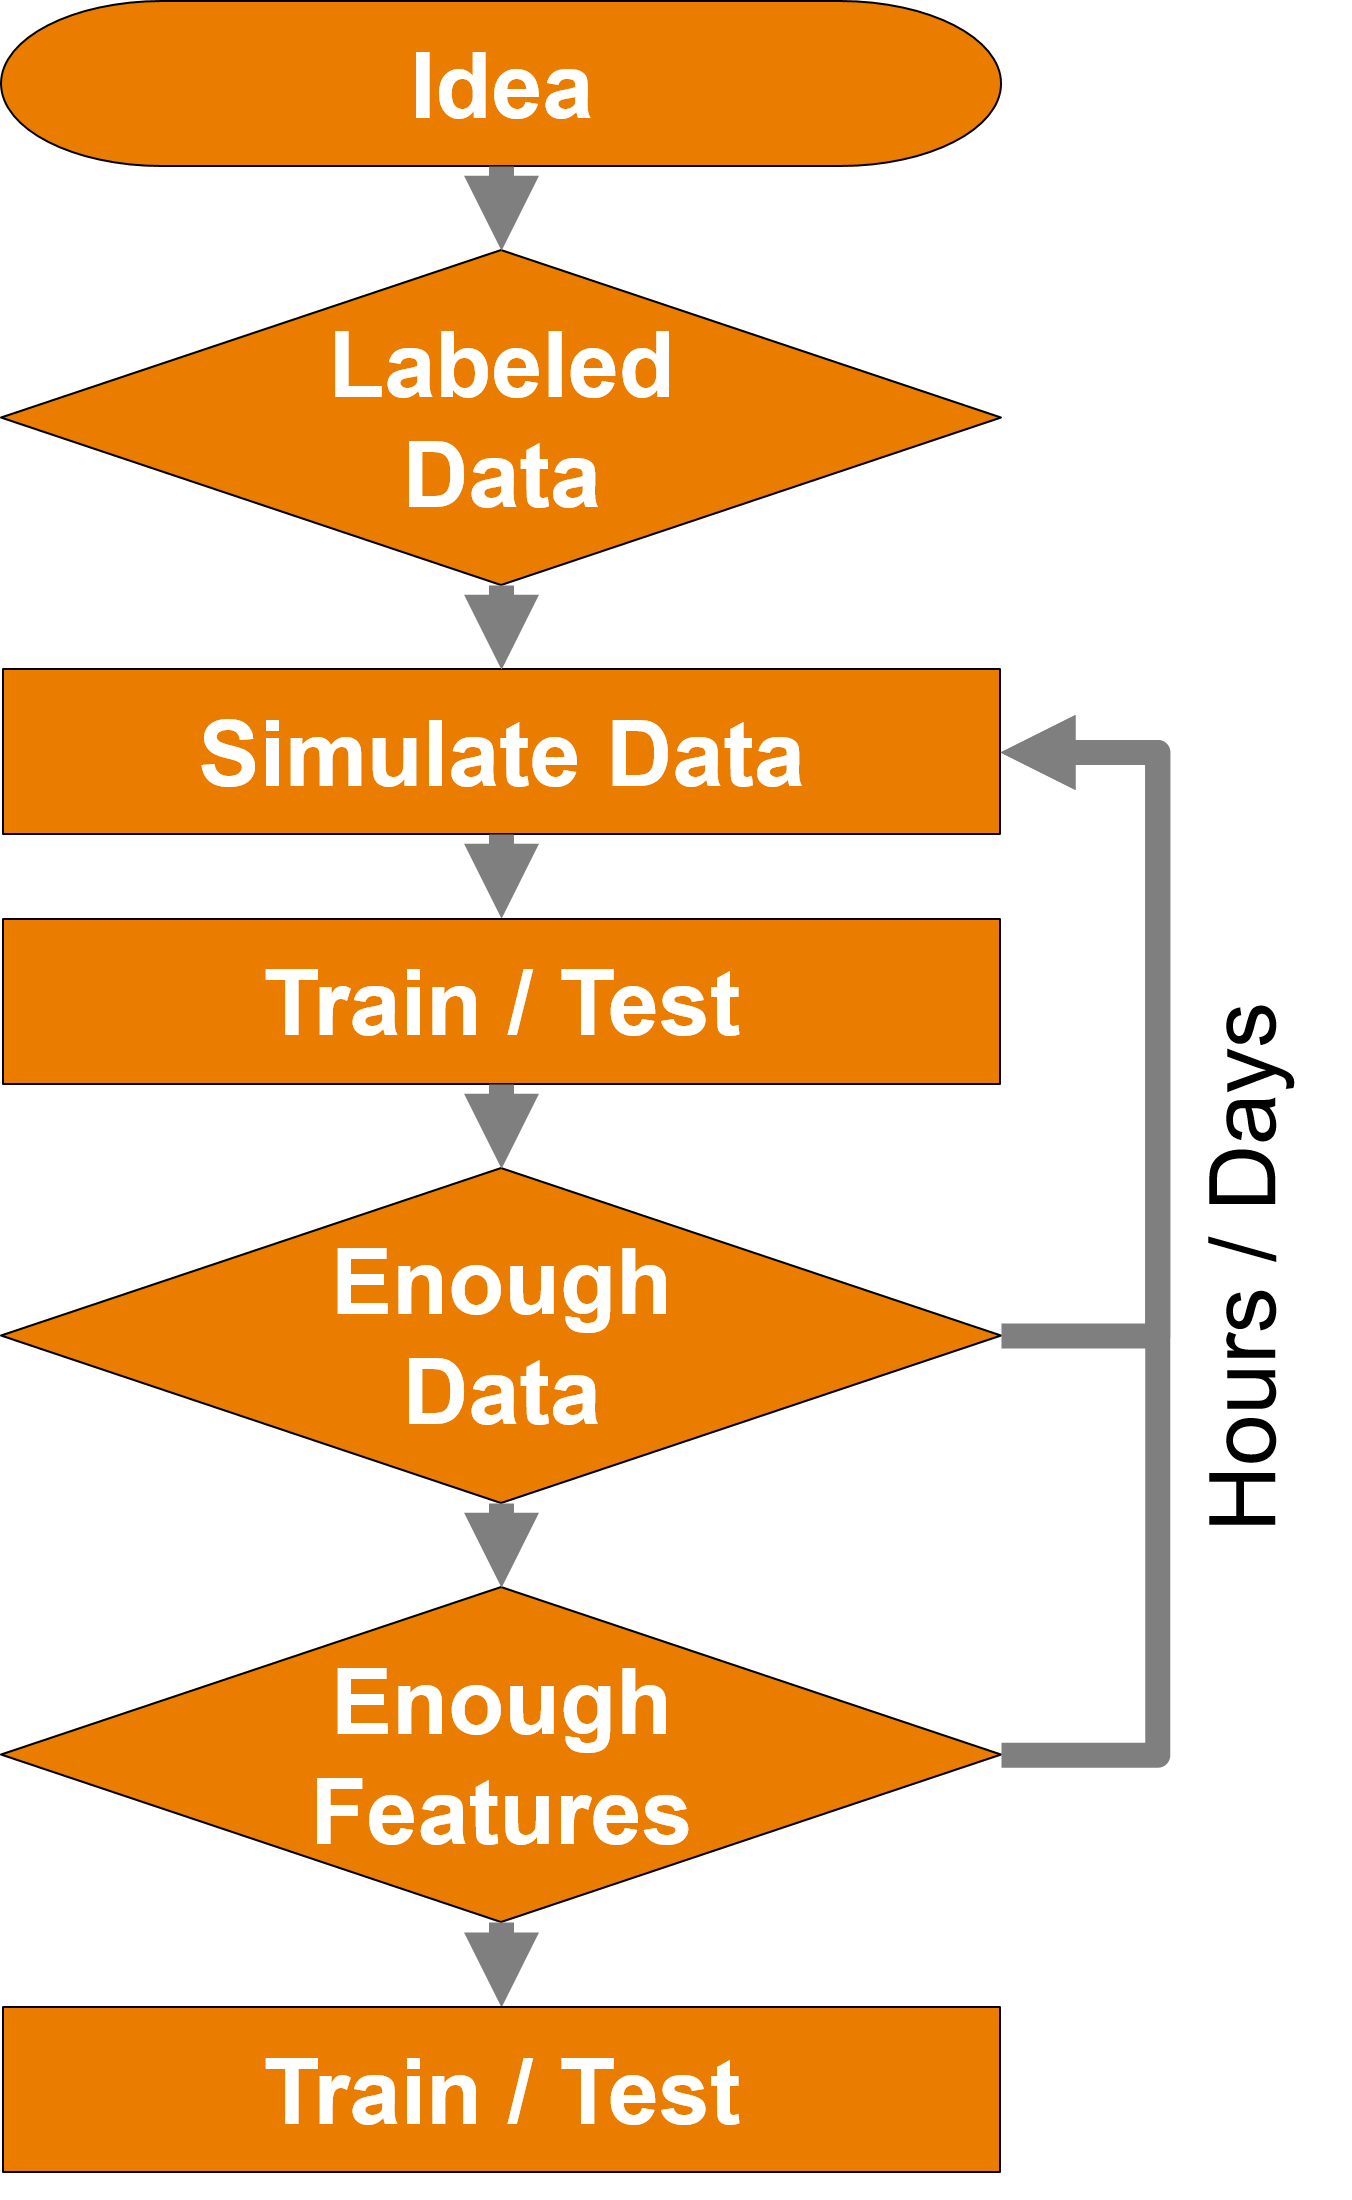 Idea
Labeled
Data
Simulate Data
Train / Test
Enough
Data
Enough
Features
Train / Test
Hours / Days